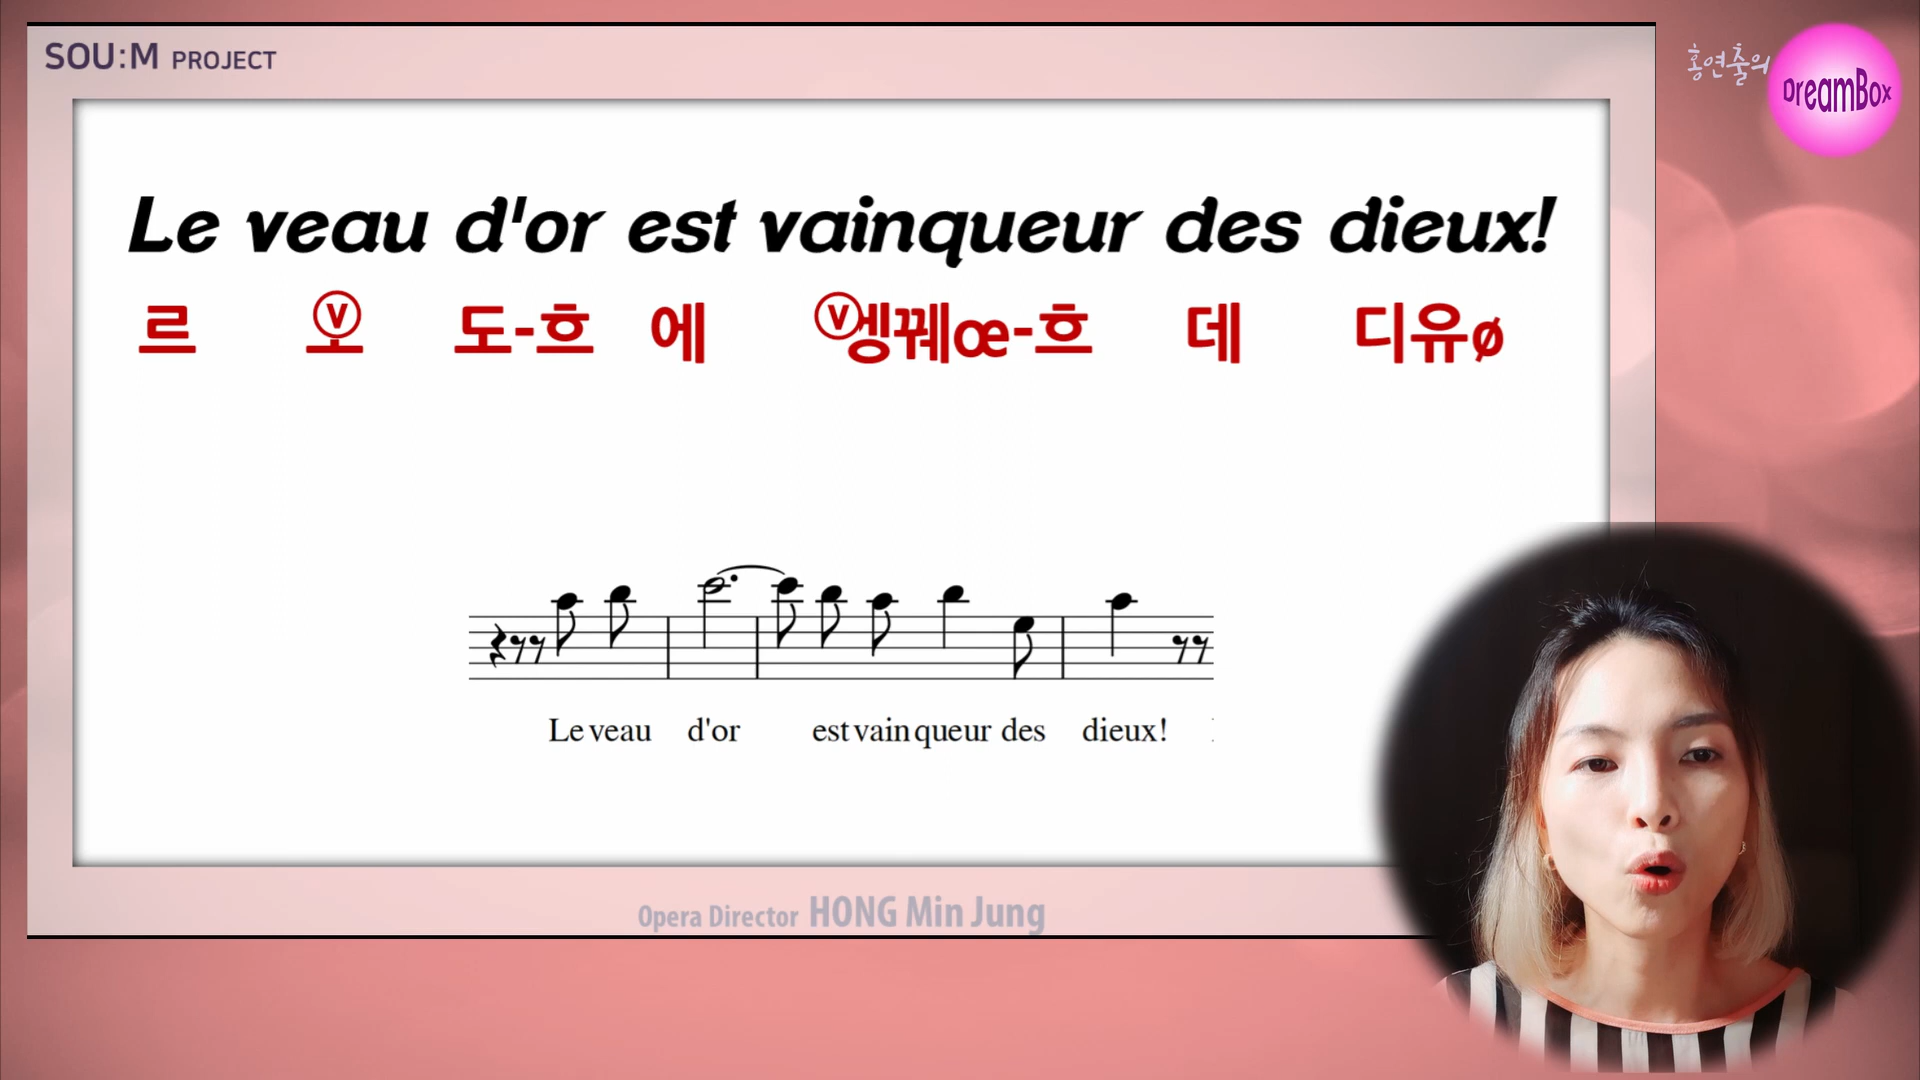 SOU:M PROJECT
홍연출의 DreamBox
Le veau d'or est vainqueur des dieux!
르 ⓥ오 도-흐 에 ⓥ엥꿰œ-흐 데 디유ø
Le veau d'or est vain queur des dieux!
Opera Director HONG Min Jung